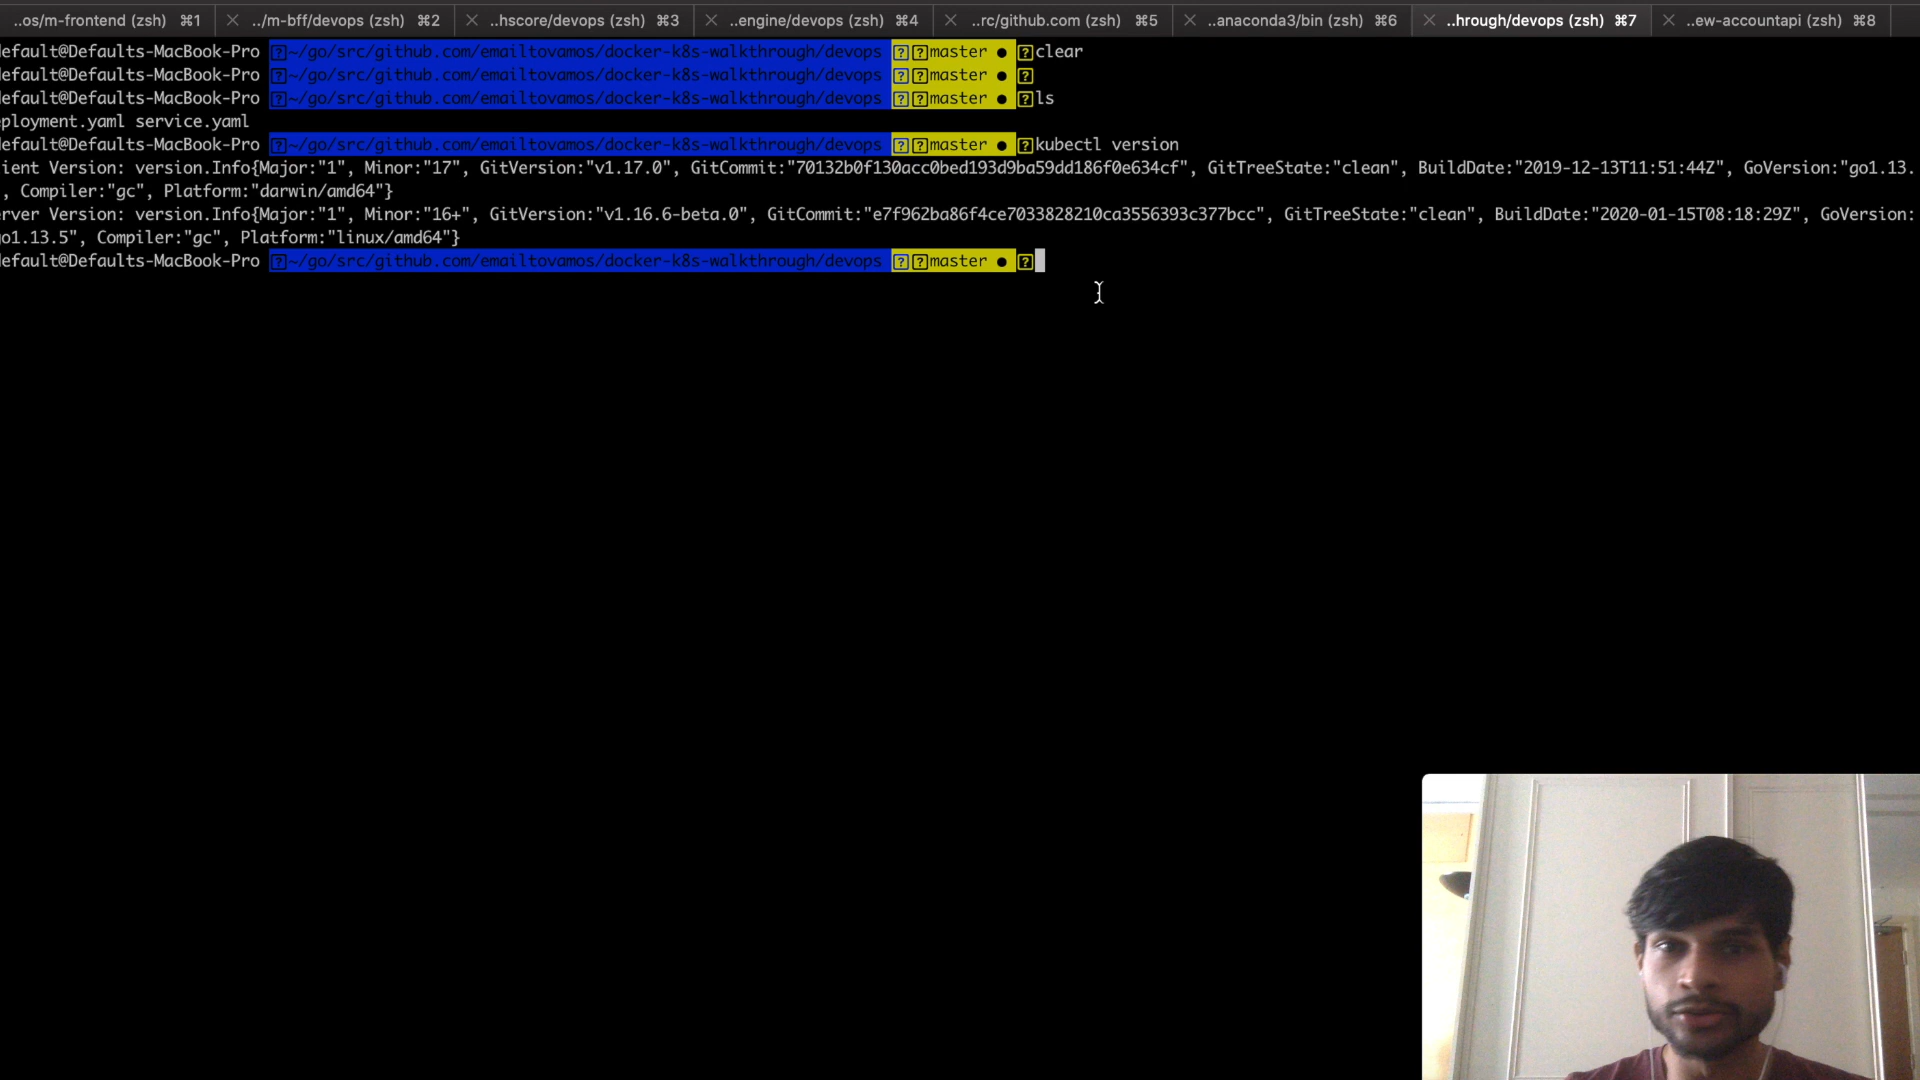 ..os/m-frontend (zsh) ⌘1 ../m-bff/devops (zsh) ⌘2 ..hscore/devops (zsh) ⌘3 ..engine/devops (zsh) ⌘4 ..rc/github.com (zsh) ⌘5 ..anaconda3/bin (zsh) ⌘6 ..hrough/devops (zsh) ⌘7 ..ew-accountapi (zsh) ⌘8
default@Defaults-MacBook-Pro ~/go/src/github.com/emailtovamos/docker-k8s-walkthrough/devops master ● clear
default@Defaults-MacBook-Pro ~/go/src/github.com/emailtovamos/docker-k8s-walkthrough/devops master ●
default@Defaults-MacBook-Pro ~/go/src/github.com/emailtovamos/docker-k8s-walkthrough/devops master ● ls
eployment.yaml service.yaml
default@Defaults-MacBook-Pro ~/go/src/github.com/emailtovamos/docker-k8s-walkthrough/devops master ● kubectl version
ient Version: version.Info{Major:"1", Minor:"17", GitVersion:"v1.17.0", GitCommit:"70132b0f130acc0bed193d9ba59dd186f0e634cf", GitTreeState:"clean", BuildDate:"2019-12-13T11:51:44Z", GoVersion:"go1.13.
, Compiler:"gc", Platform:"darwin/amd64"}
erver Version: version.Info{Major:"1", Minor:"16+", GitVersion:"v1.16.6-beta.0", GitCommit:"e7f962ba86f4ce7033828210ca3556393c377bcc", GitTreeState:"clean", BuildDate:"2020-01-15T08:18:29Z", GoVersion:
go1.13.5", Compiler:"gc", Platform:"linux/amd64"}
default@Defaults-MacBook-Pro ~/go/src/github.com/emailtovamos/docker-k8s-walkthrough/devops master ●